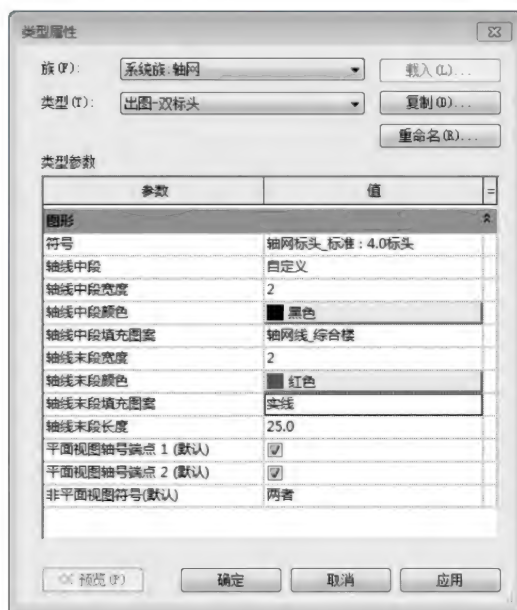 类型属性
族(F): 系统族:轴网 载入(L)...
类型(T): 出图-双标头 复制(D)...
重命名(R)...
类型参数
参数 值 =
图形
符号 轴网标头_标准:4.0标头
轴线中段 自定义
轴线中段宽度 2
轴线中段颜色 黑色
轴线中段填充图案 轴网线_综合楼
轴线末段宽度 2
轴线末段颜色 红色
轴线末段填充图案 实线
轴线末段长度 25.0
平面视图轴号端点 1 (默认)
平面视图轴号端点 2 (默认)
非平面视图符号(默认) 两者
<< 预览(P) 确定 取消 应用